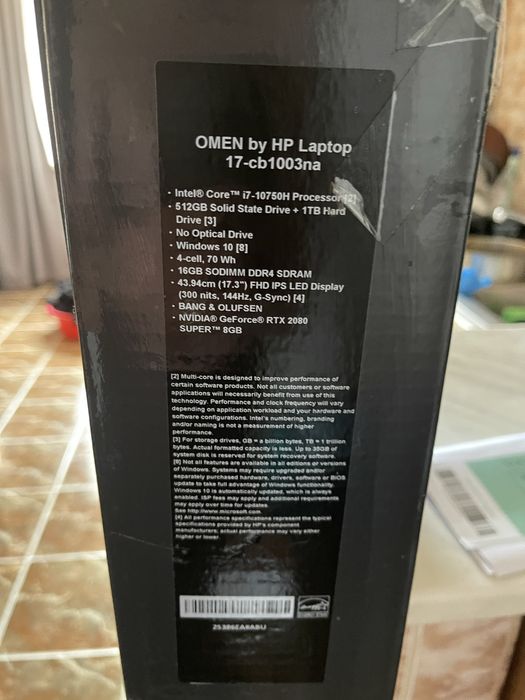 OMEN by HP Laptop
17-cb1003na
· Intel® Core™ i7-10750H Processor [2]
· 512GB Solid State Drive + 1TB Hard
Drive [3]
· No Optical Drive
· Windows 10 [8]
· 4-cell, 70 Wh
· 16GB SODIMM DDR4 SDRAM
· 43.94cm (17.3") FHD IPS LED Display
(300 nits, 144Hz, G-Sync) [4]
· BANG & OLUFSEN
· NVIDIA® GeForce® RTX 2080
SUPER™ 8GB
[2] Multi-core is designed to improve performance of
certain software products. Not all customers or software
applications will necessarily benefit from use of this
technology. Performance and clock frequency will vary
depending on application workload and your hardware and
software configurations. Intel's numbering, branding
and/or naming is not a measurement of higher
performance.
[3] For storage drives, GB = a billion bytes, TB = 1 trillion
bytes. Actual formatted capacity is less. Up to 35GB of
system disk is reserved for system recovery software.
[8] Not all features are available in all editions or versions
of Windows. Systems may require upgraded and/or
separately purchased hardware, drivers, software or BIOS
update to take full advantage of Windows functionality.
Windows 10 is automatically updated, which is always
enabled. ISP fees may apply and additional requirements
may apply over time for updates.
See http://www.microsoft.com
[4] All performance specifications represent the typical
specifications provided by HP's component
manufacturers; actual performance may vary either
higher or lower.